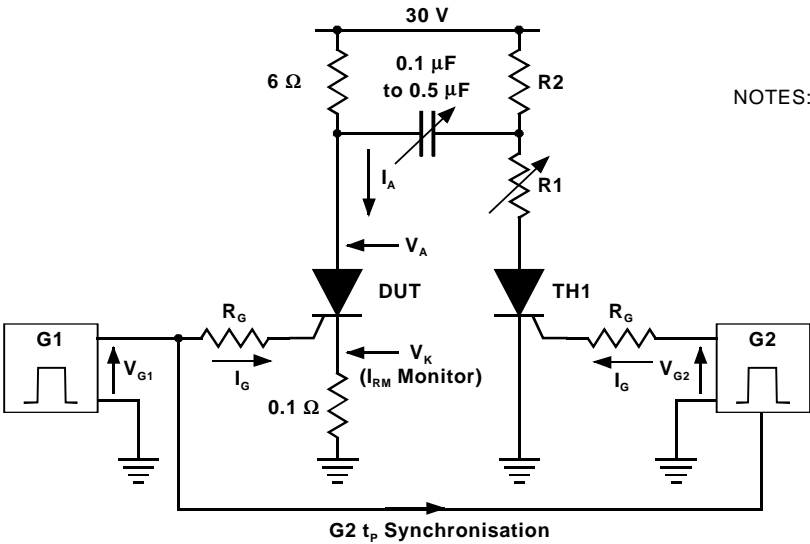 30 V
6 Ω
0.1 µF
to 0.5 µF
R2
NOTES:
I_A
R1
V_A
DUT
TH1
G1
R_G
R_G
G2
V_G1
I_G
V_K
(I_RM Monitor)
I_G
V_G2
0.1 Ω
G2 t_P Synchronisation